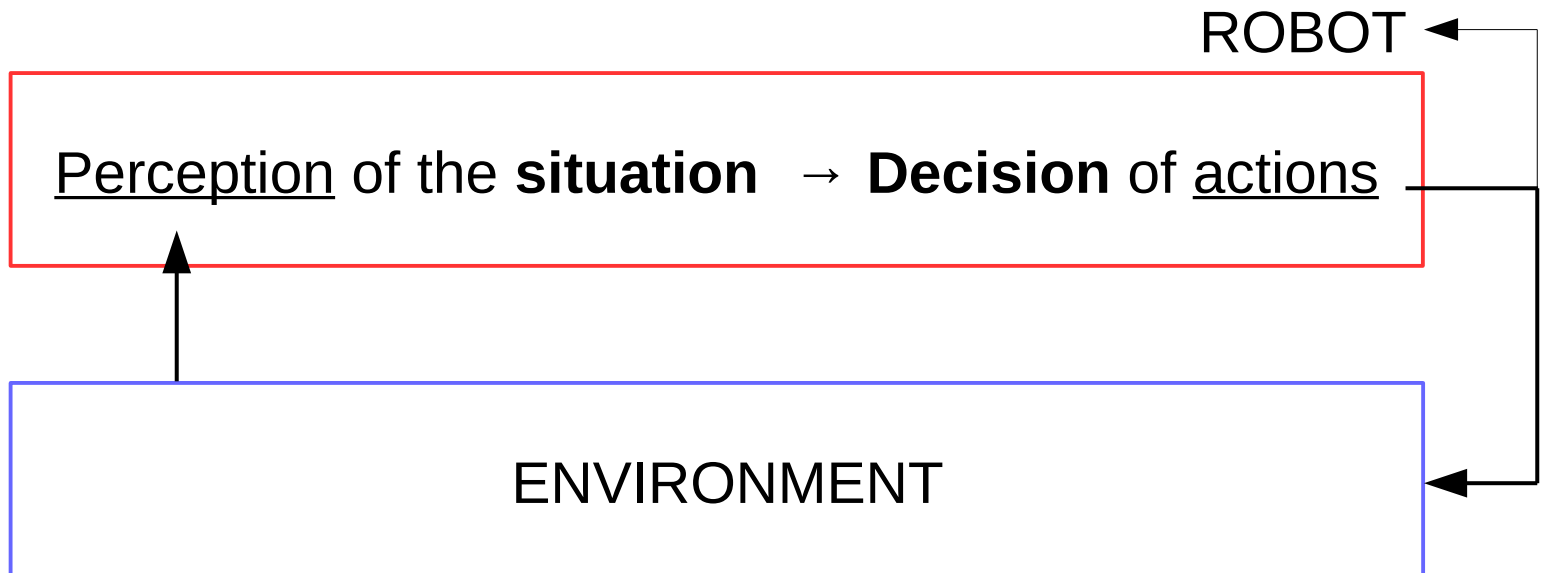 ROBOT
Perception of the situation → Decision of actions
ENVIRONMENT